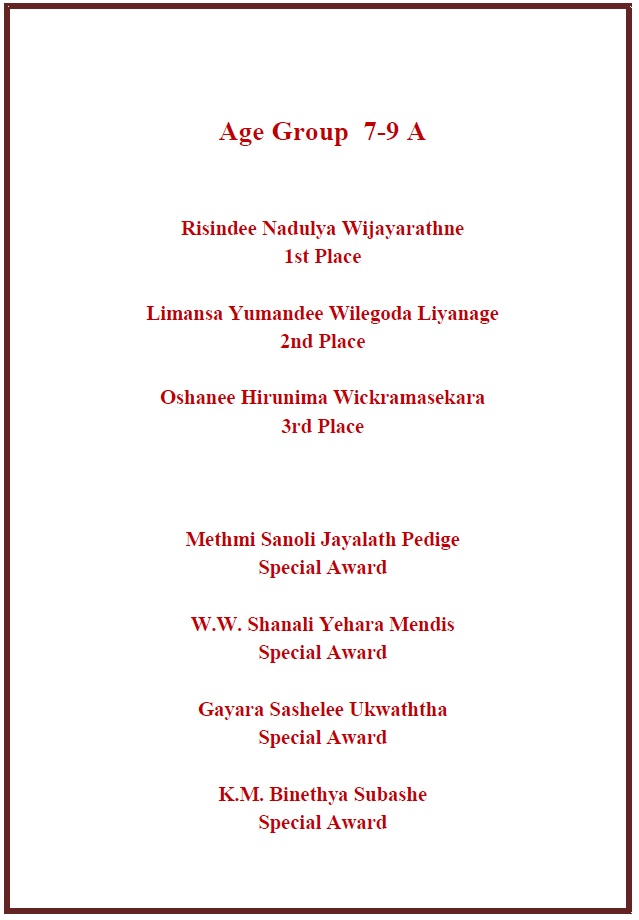 Age Group  7-9 A
Risindee Nadulya Wijayarathne
1st Place
Limansa Yumandee Wilegoda Liyanage
2nd Place
Oshanee Hirunima Wickramasekara
3rd Place
Methmi Sanoli Jayalath Pedige
Special Award
W.W. Shanali Yehara Mendis
Special Award
Gayara Sashelee Ukwaththa
Special Award
K.M. Binethya Subashe
Special Award